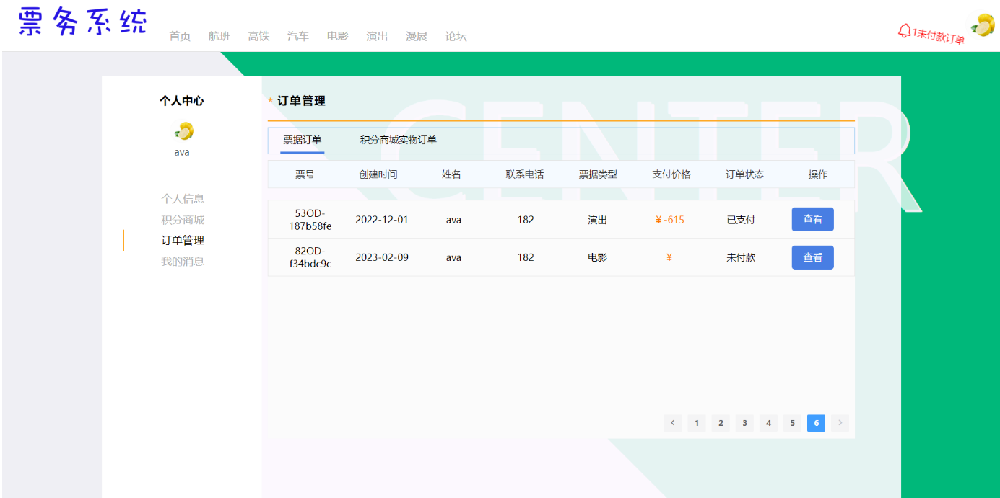 票务系统
首页 航班 高铁 汽车 电影 演出 漫展 论坛
1未付款订单
个人中心
ava
个人信息
积分商城
订单管理
我的消息
CENTER
* 订单管理
票据订单 积分商城实物订单
票号 创建时间 姓名 联系电话 票据类型 支付价格 订单状态 操作
53OD-
187b58fe 2022-12-01 ava 182 演出 ¥ -615 已支付 查看
82OD-
f34bdc9c 2023-02-09 ava 182 电影 ¥ 未付款 查看
< 1 2 3 4 5 6 >